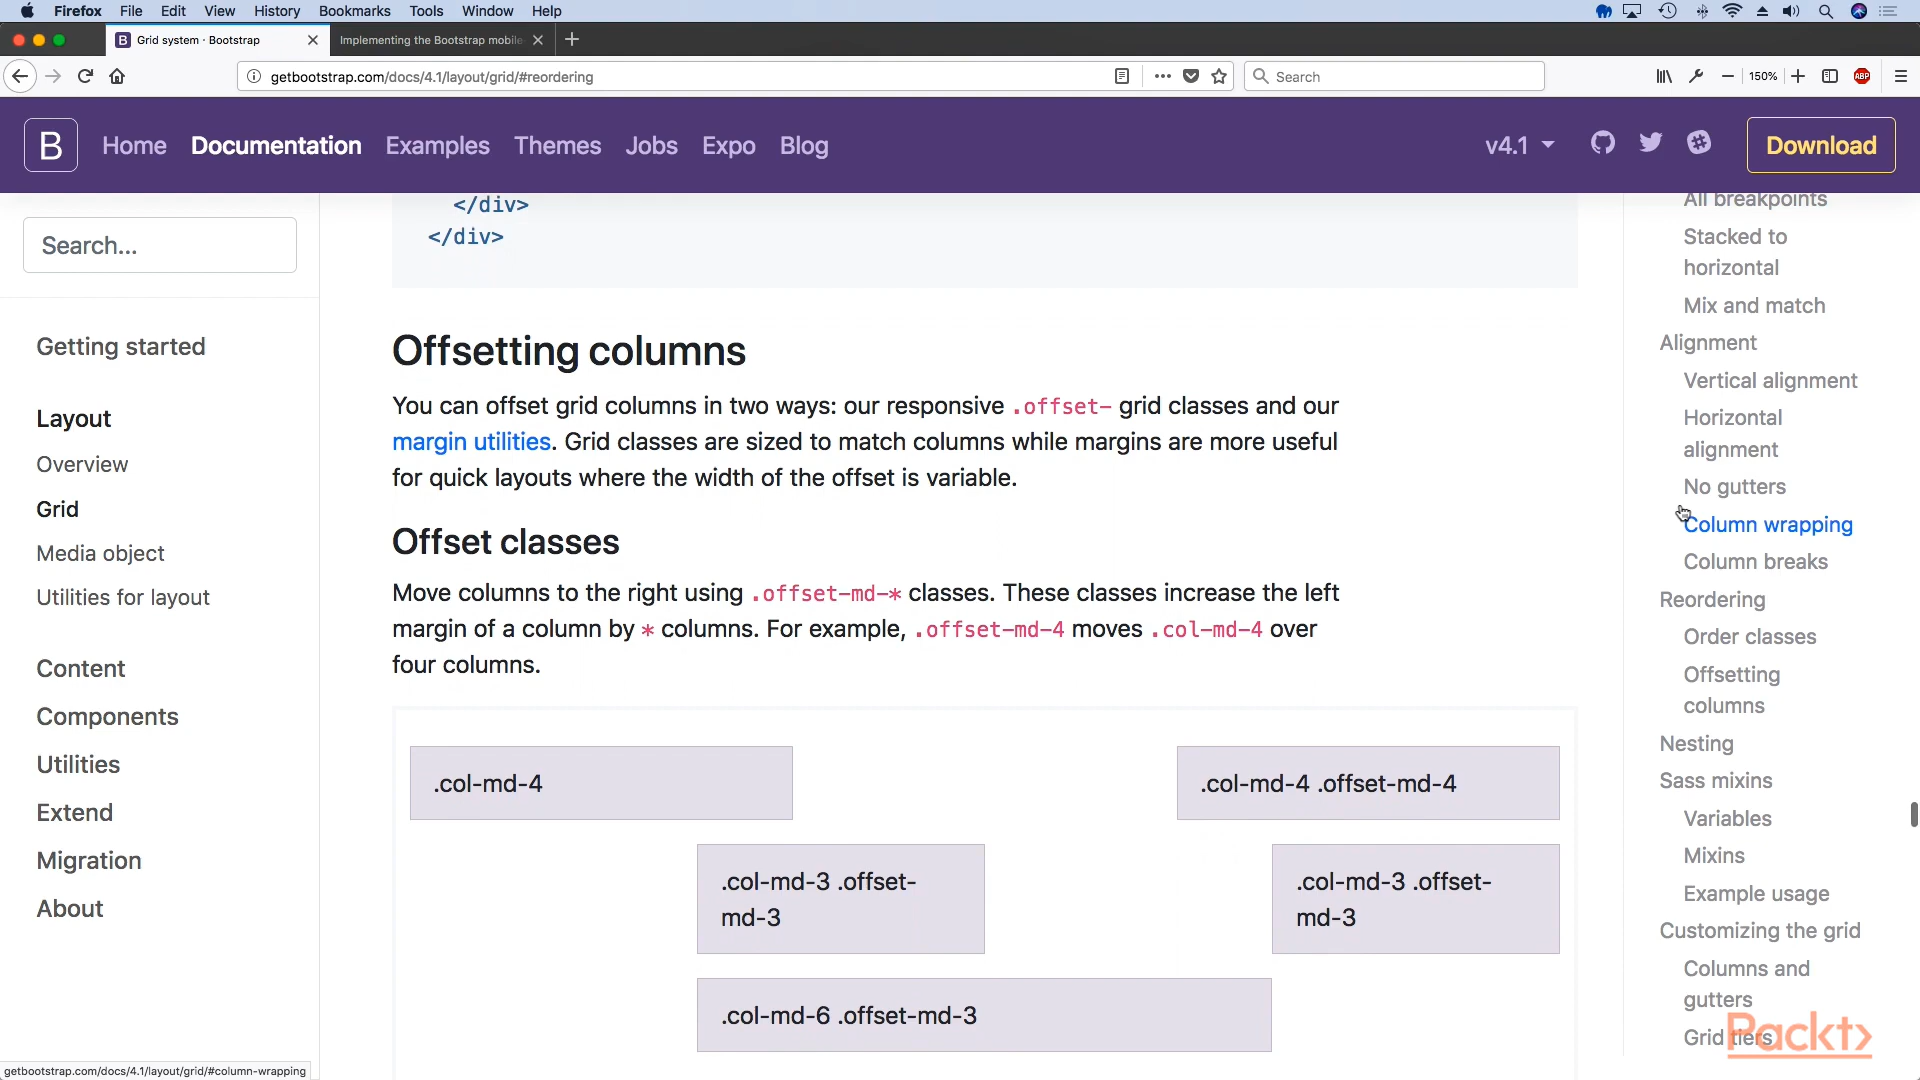 Firefox File Edit View History Bookmarks Tools Window Help
Grid system · Bootstrap
Implementing the Bootstrap mobile
getbootstrap.com/docs/4.1/layout/grid/#reordering
Search
150%
ABP
B
Home Documentation Examples Themes Jobs Expo Blog
v4.1
Download
Search...
Getting started
Layout
Overview
Grid
Media object
Utilities for layout
Content
Components
Utilities
Extend
Migration
About
</div>
</div>
Offsetting columns
You can offset grid columns in two ways: our responsive .offset- grid classes and our
margin utilities. Grid classes are sized to match columns while margins are more useful
for quick layouts where the width of the offset is variable.
Offset classes
Move columns to the right using .offset-md-* classes. These classes increase the left
margin of a column by * columns. For example, .offset-md-4 moves .col-md-4 over
four columns.
.col-md-4
.col-md-4 .offset-md-4
.col-md-3 .offset-
md-3
.col-md-3 .offset-
md-3
.col-md-6 .offset-md-3
All breakpoints
Stacked to
horizontal
Mix and match
Alignment
Vertical alignment
Horizontal
alignment
No gutters
Column wrapping
Column breaks
Reordering
Order classes
Offsetting
columns
Nesting
Sass mixins
Variables
Mixins
Example usage
Customizing the grid
Columns and
gutters
Grid tiers
Packt>
getbootstrap.com/docs/4.1/layout/grid/#column-wrapping